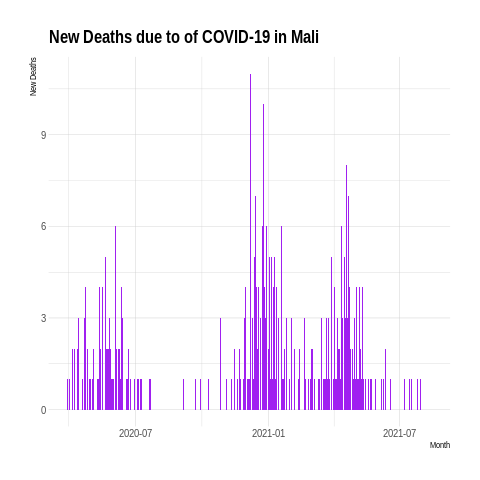 New Deaths due to of COVID-19 in Mali
New Deaths
9
6
3
0
2020-07
2021-01
2021-07
Month